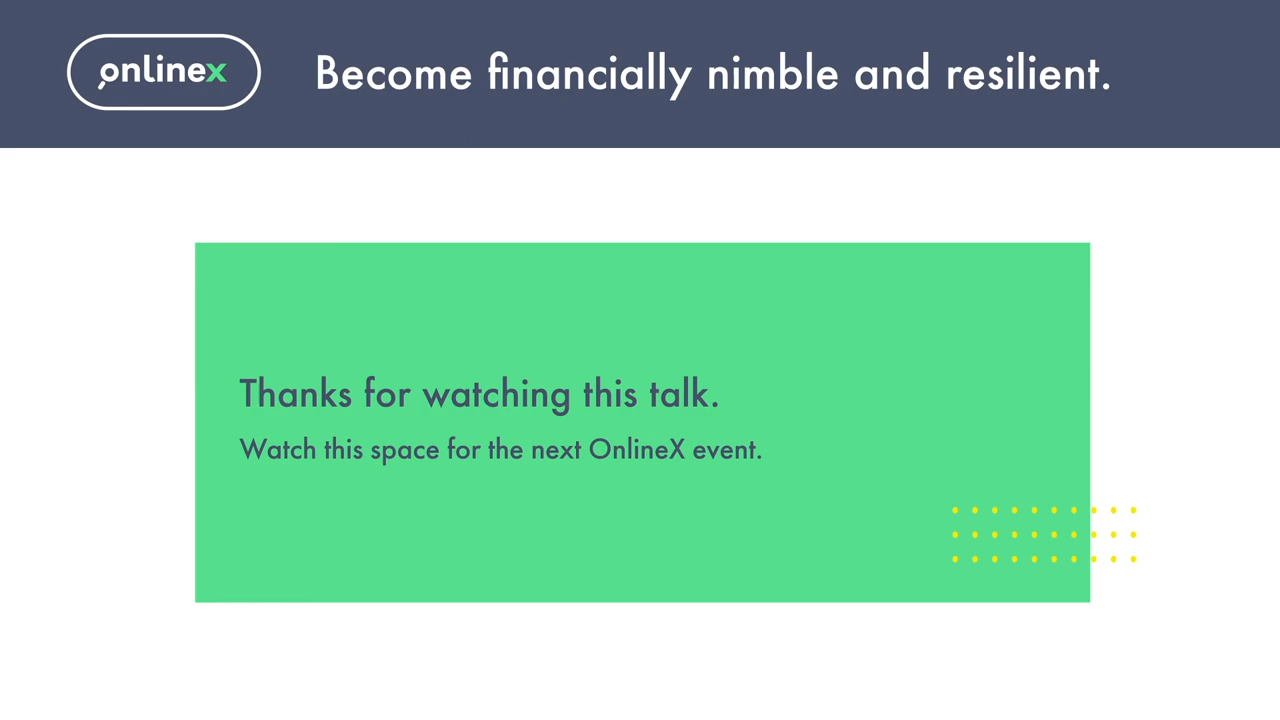 onlinex
Become financially nimble and resilient.
Thanks for watching this talk.
Watch this space for the next OnlineX event.